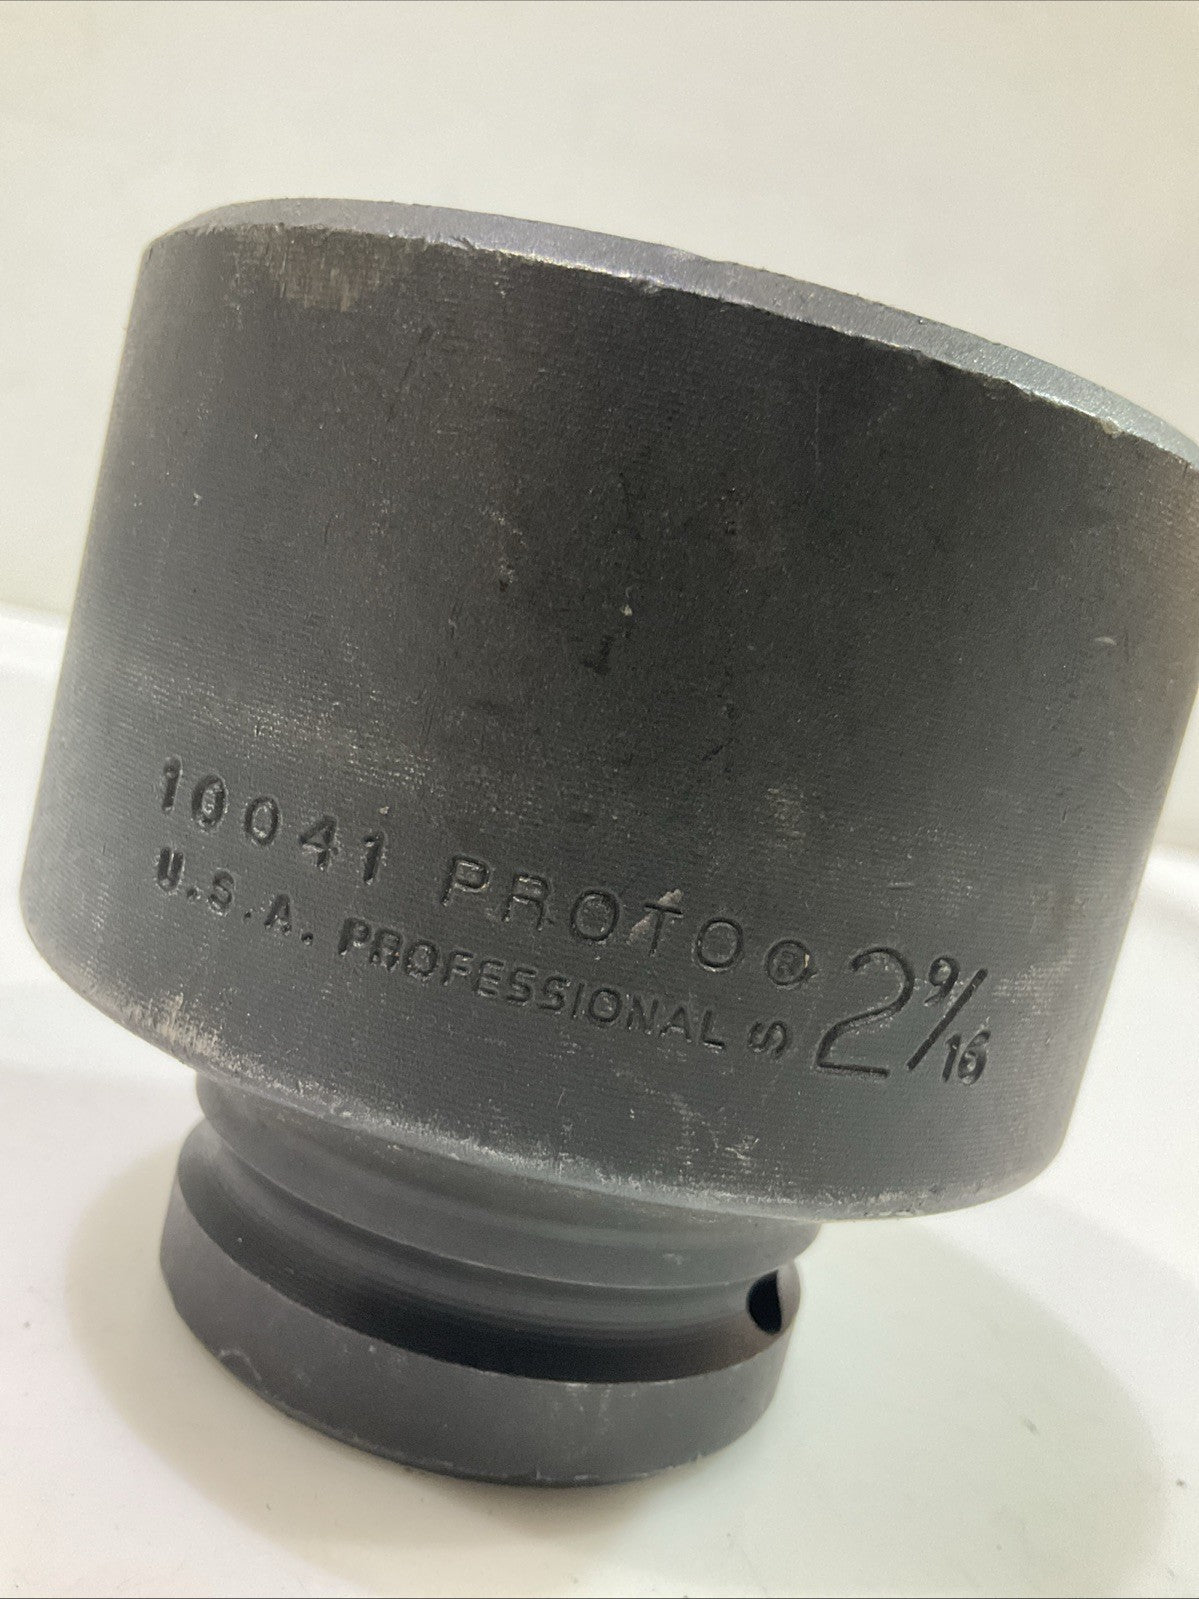 10041 PROTO® 2 9/16
U.S.A. PROFESSIONAL S